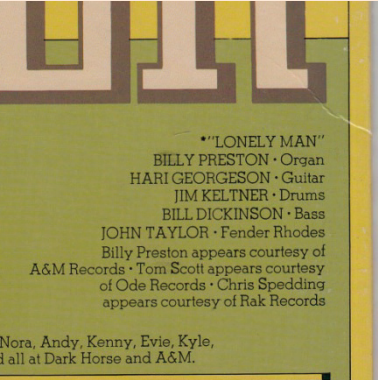 *"LONELY MAN"
BILLY PRESTON • Organ
HARI GEORGESON • Guitar
JIM KELTNER • Drums
BILL DICKINSON • Bass
JOHN TAYLOR • Fender Rhodes
Billy Preston appears courtesy of
A&M Records • Tom Scott appears courtesy
of Ode Records • Chris Spedding
appears courtesy of Rak Records
Nora, Andy, Kenny, Evie, Kyle,
all at Dark Horse and A&M.